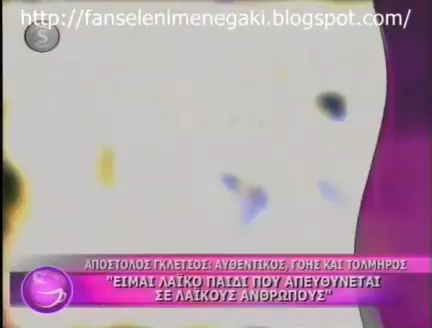 http://fanselenimenegaki.blogspot.com/
S
ΑΠΟΣΤΟΛΟΣ ΓΚΛΕΤΣΟΣ: ΑΥΘΕΝΤΙΚΟΣ, ΓΟΗΣ ΚΑΙ ΤΟΛΜΗΡΟΣ
"ΕΙΜΑΙ ΛΑΪΚΟ ΠΑΙΔΙ ΠΟΥ ΑΠΕΥΘΥΝΕΤΑΙ
ΣΕ ΛΑΪΚΟΥΣ ΑΝΘΡΩΠΟΥΣ"